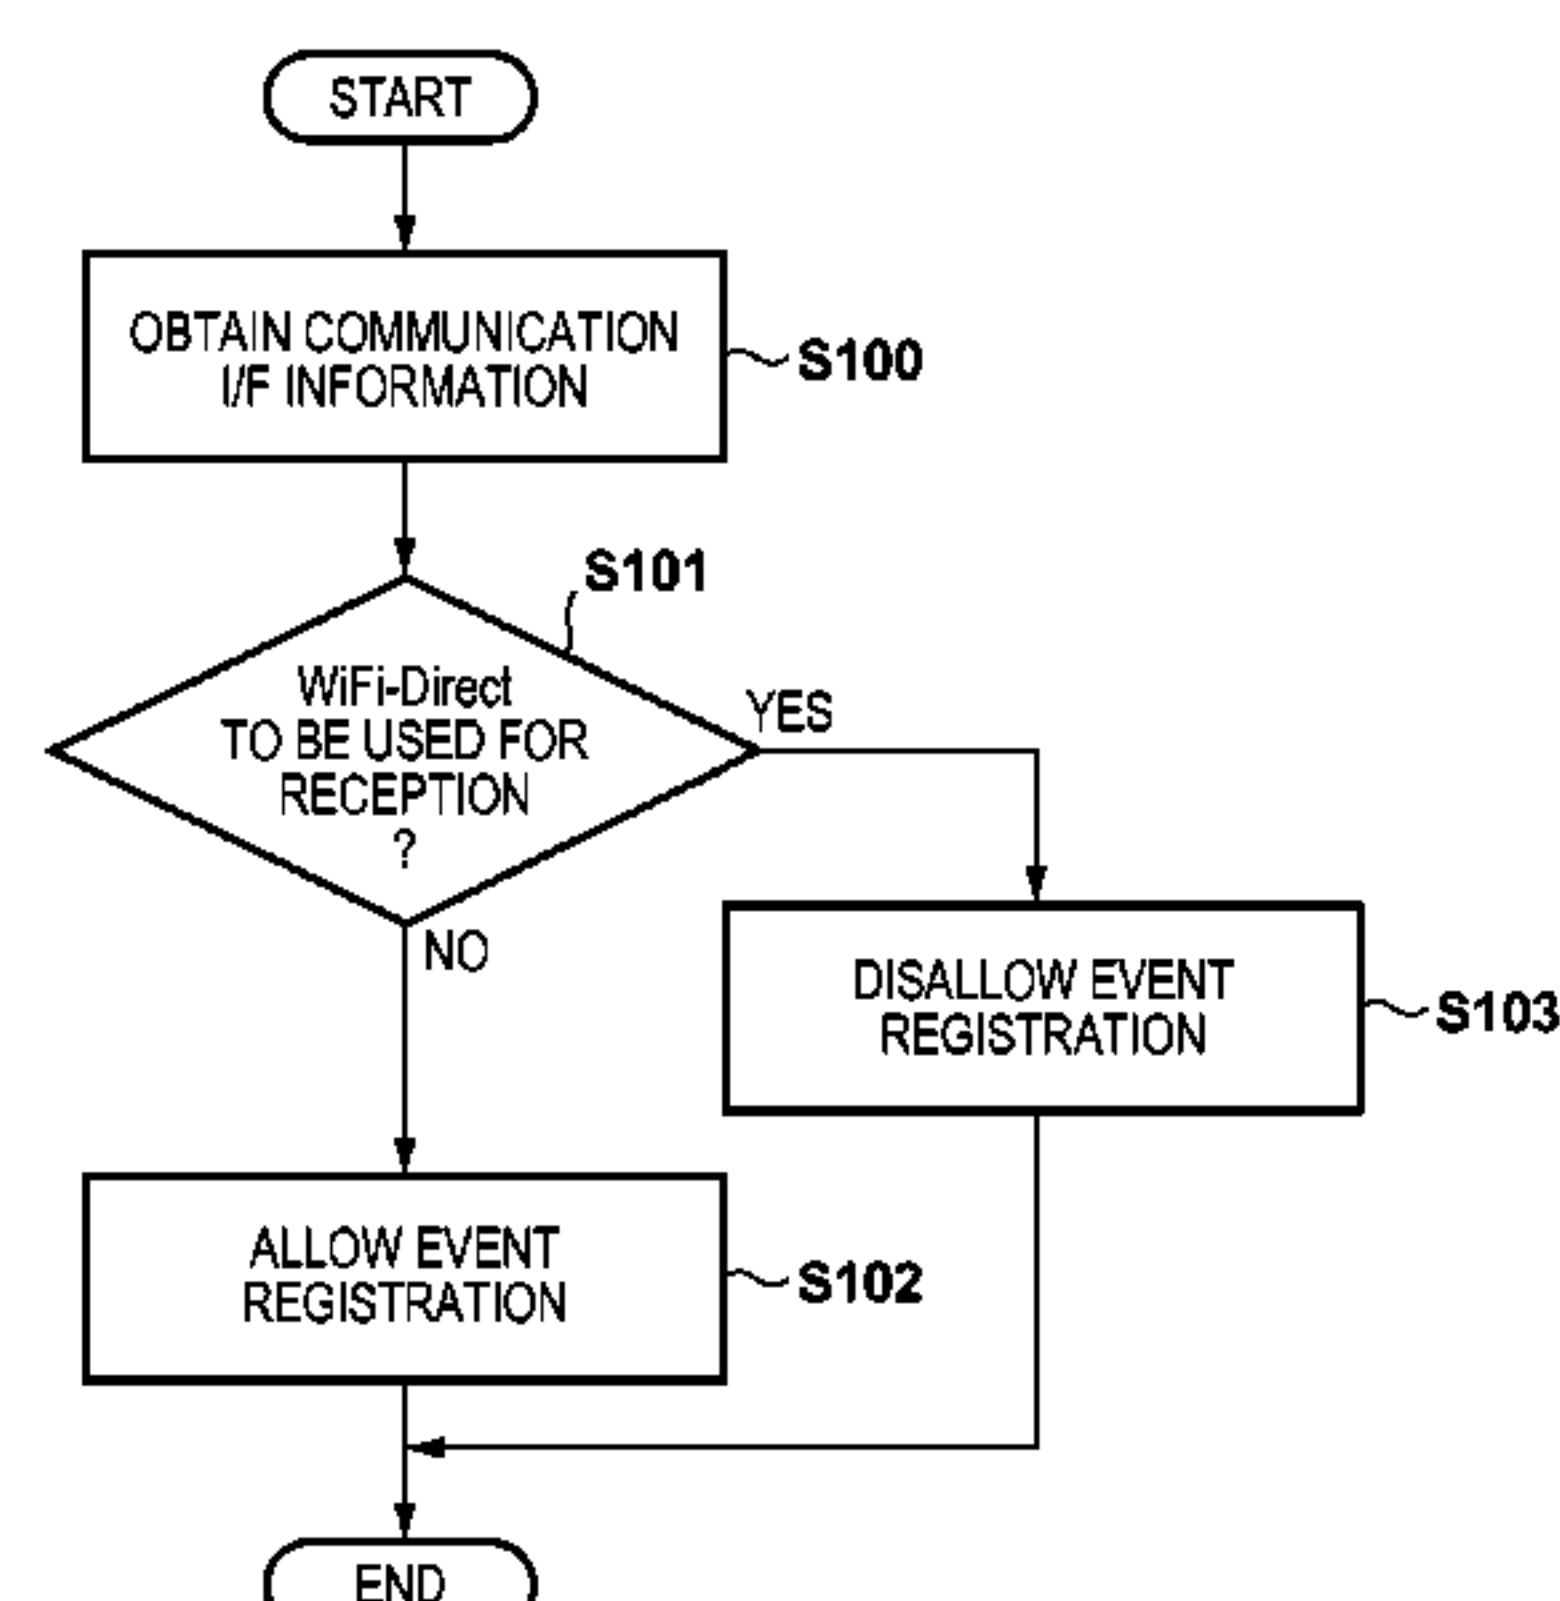 START
OBTAIN COMMUNICATION
I/F INFORMATION
S100
S101
WiFi-Direct
TO BE USED FOR
RECEPTION
?
YES
NO
DISALLOW EVENT
REGISTRATION
S103
ALLOW EVENT
REGISTRATION
S102
END